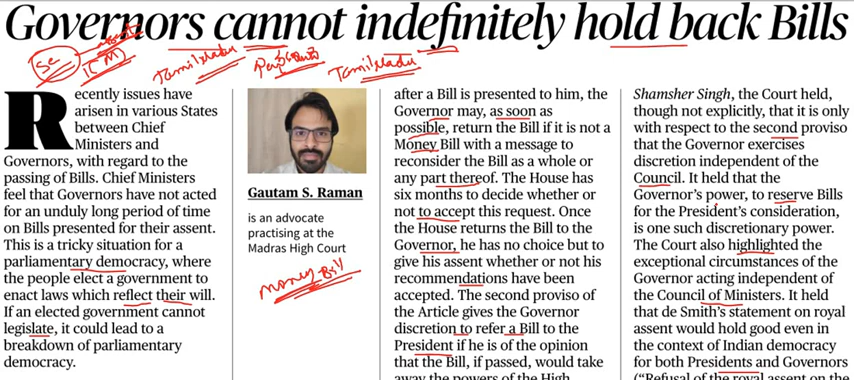 Governors cannot indefinitely hold back Bills
SC
(CM)
Tamilnadu
Tamilnadu
Recently issues have
arisen in various States
between Chief
Ministers and
Governors, with regard to the
passing of Bills. Chief Ministers
feel that Governors have not acted
for an unduly long period of time
on Bills presented for their assent.
This is a tricky situation for a
parliamentary democracy, where
the people elect a government to
enact laws which reflect their will.
If an elected government cannot
legislate, it could lead to a
breakdown of parliamentary
democracy.
Gautam S. Raman
is an advocate
practising at the
Madras High Court
Money Bill
after a Bill is presented to him, the
Governor may, as soon as
possible, return the Bill if it is not a
Money Bill with a message to
reconsider the Bill as a whole or
any part thereof. The House has
six months to decide whether or
not to accept this request. Once
the House returns the Bill to the
Governor, he has no choice but to
give his assent whether or not his
recommendations have been
accepted. The second proviso of
the Article gives the Governor
discretion to refer a Bill to the
President if he is of the opinion
that the Bill, if passed, would take
away the powers of the High
Shamsher Singh, the Court held,
though not explicitly, that it is only
with respect to the second proviso
that the Governor exercises
discretion independent of the
Council. It held that the
Governor's power, to reserve Bills
for the President's consideration,
is one such discretionary power.
The Court also highlighted the
exceptional circumstances of the
Governor acting independent of
the Council of Ministers. It held
that de Smith's statement on royal
assent would hold good even in
the context of Indian democracy
for both Presidents and Governors
("Refusal of the royal assent on the